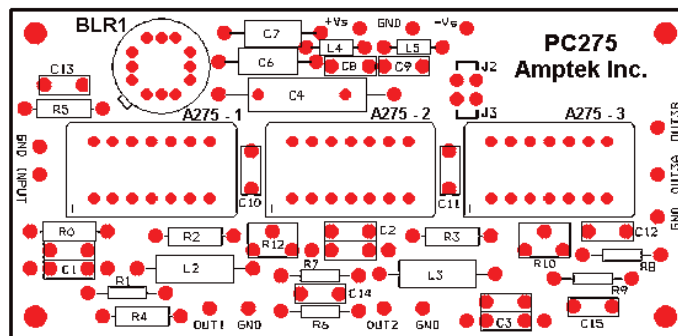 BLR1
C7
+Vs
GND
-Vs
PC275
Amptek Inc.
L4
L5
C13
C6
C8
C9
J2
R5
C4
J3
A275 - 1
A275 - 2
A275 - 3
OUT3B
GND
INPUT
C10
C11
OUT3A
GND
R0
R2
R12
C2
R3
R10
C12
C1
L2
R7
L3
R8
R1
C14
R9
R4
OUT1
GND
R6
OUT2
GND
C3
C15